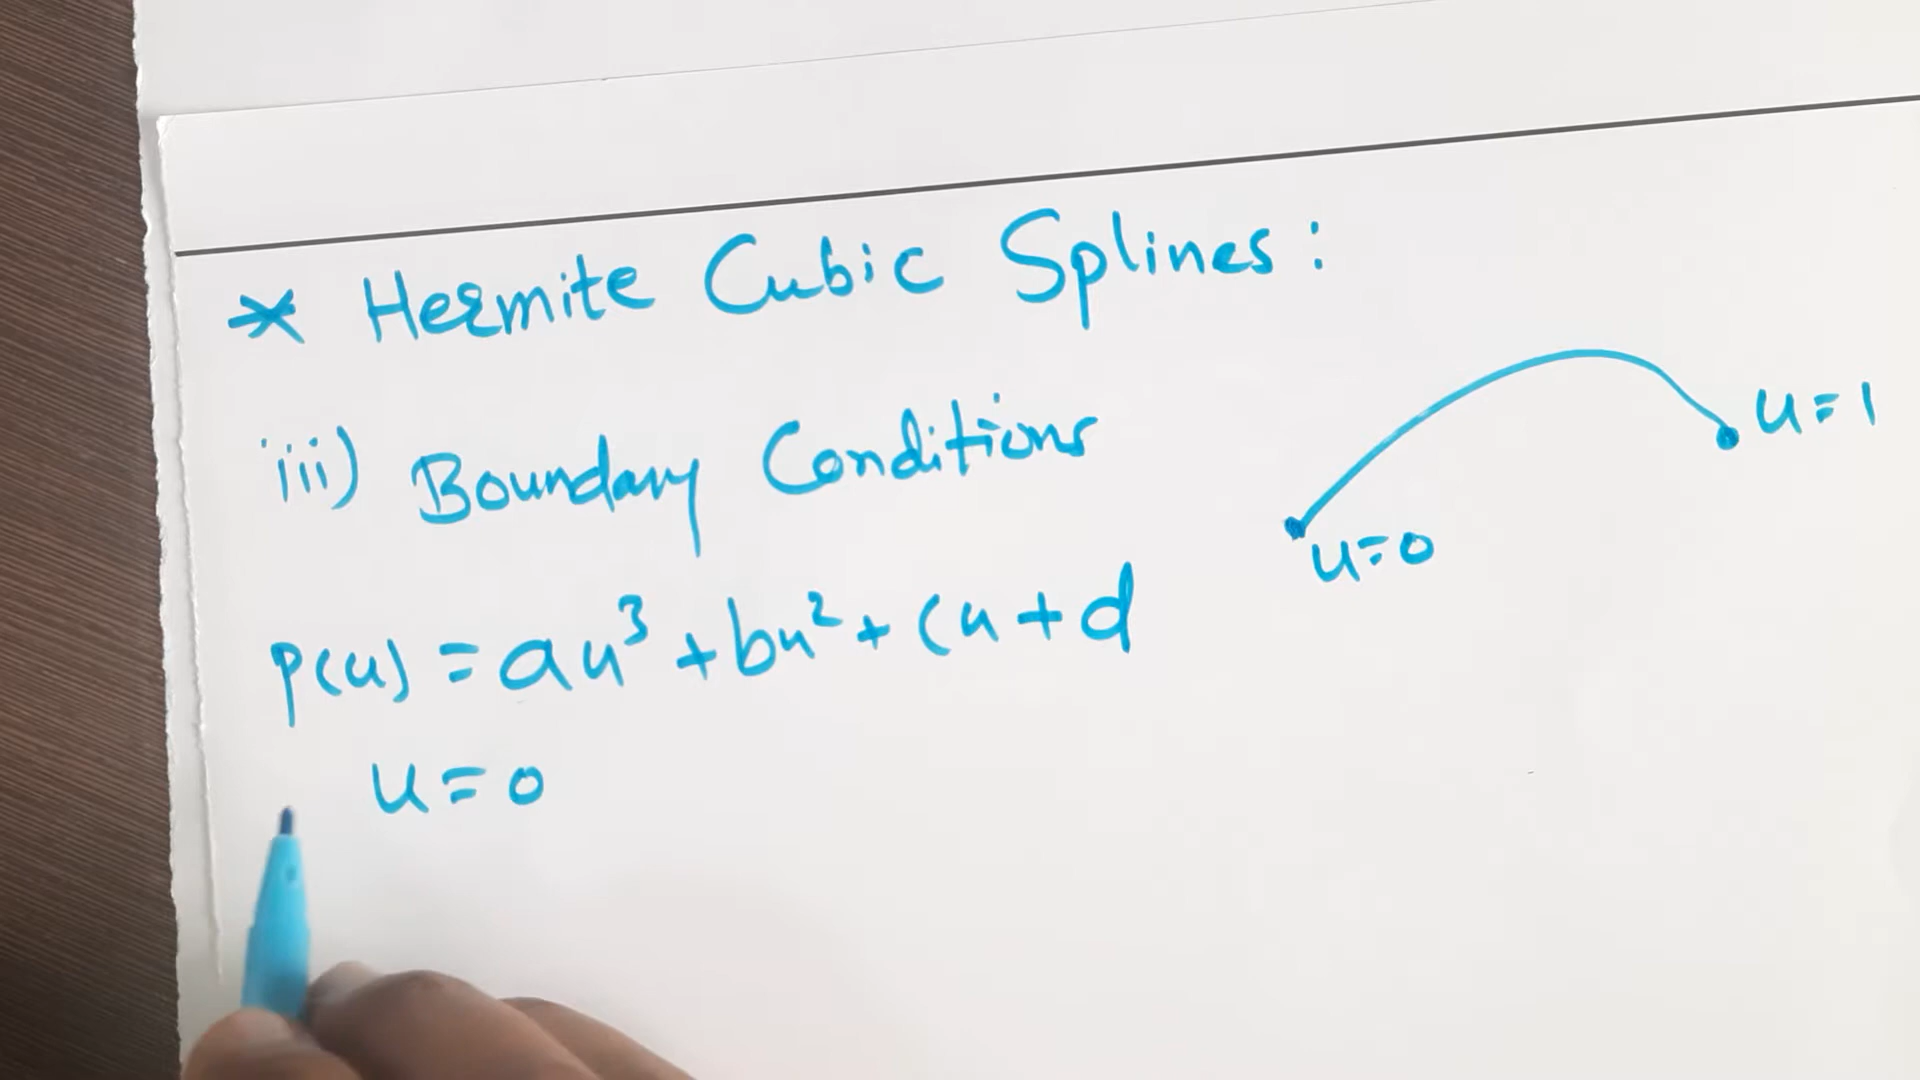 * Hermite Cubic Splines :
iii) Boundary Conditions
u=1
u=0
p(u) = au³ + bu² + cu + d
u=0